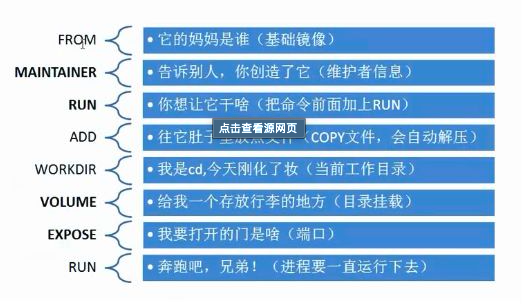 FROM
它的妈妈是谁（基础镜像）
MAINTAINER
告诉别人，你创造了它（维护者信息）
RUN
你想让它干啥（把命令前面加上RUN）
点击查看源网页
ADD
往它肚子里放点文件（COPY文件，会自动解压）
WORKDIR
我是cd,今天刚化了妆（当前工作目录）
VOLUME
给我一个存放行李的地方（目录挂载）
EXPOSE
我要打开的门是啥（端口）
RUN
奔跑吧，兄弟！（进程要一直运行下去）